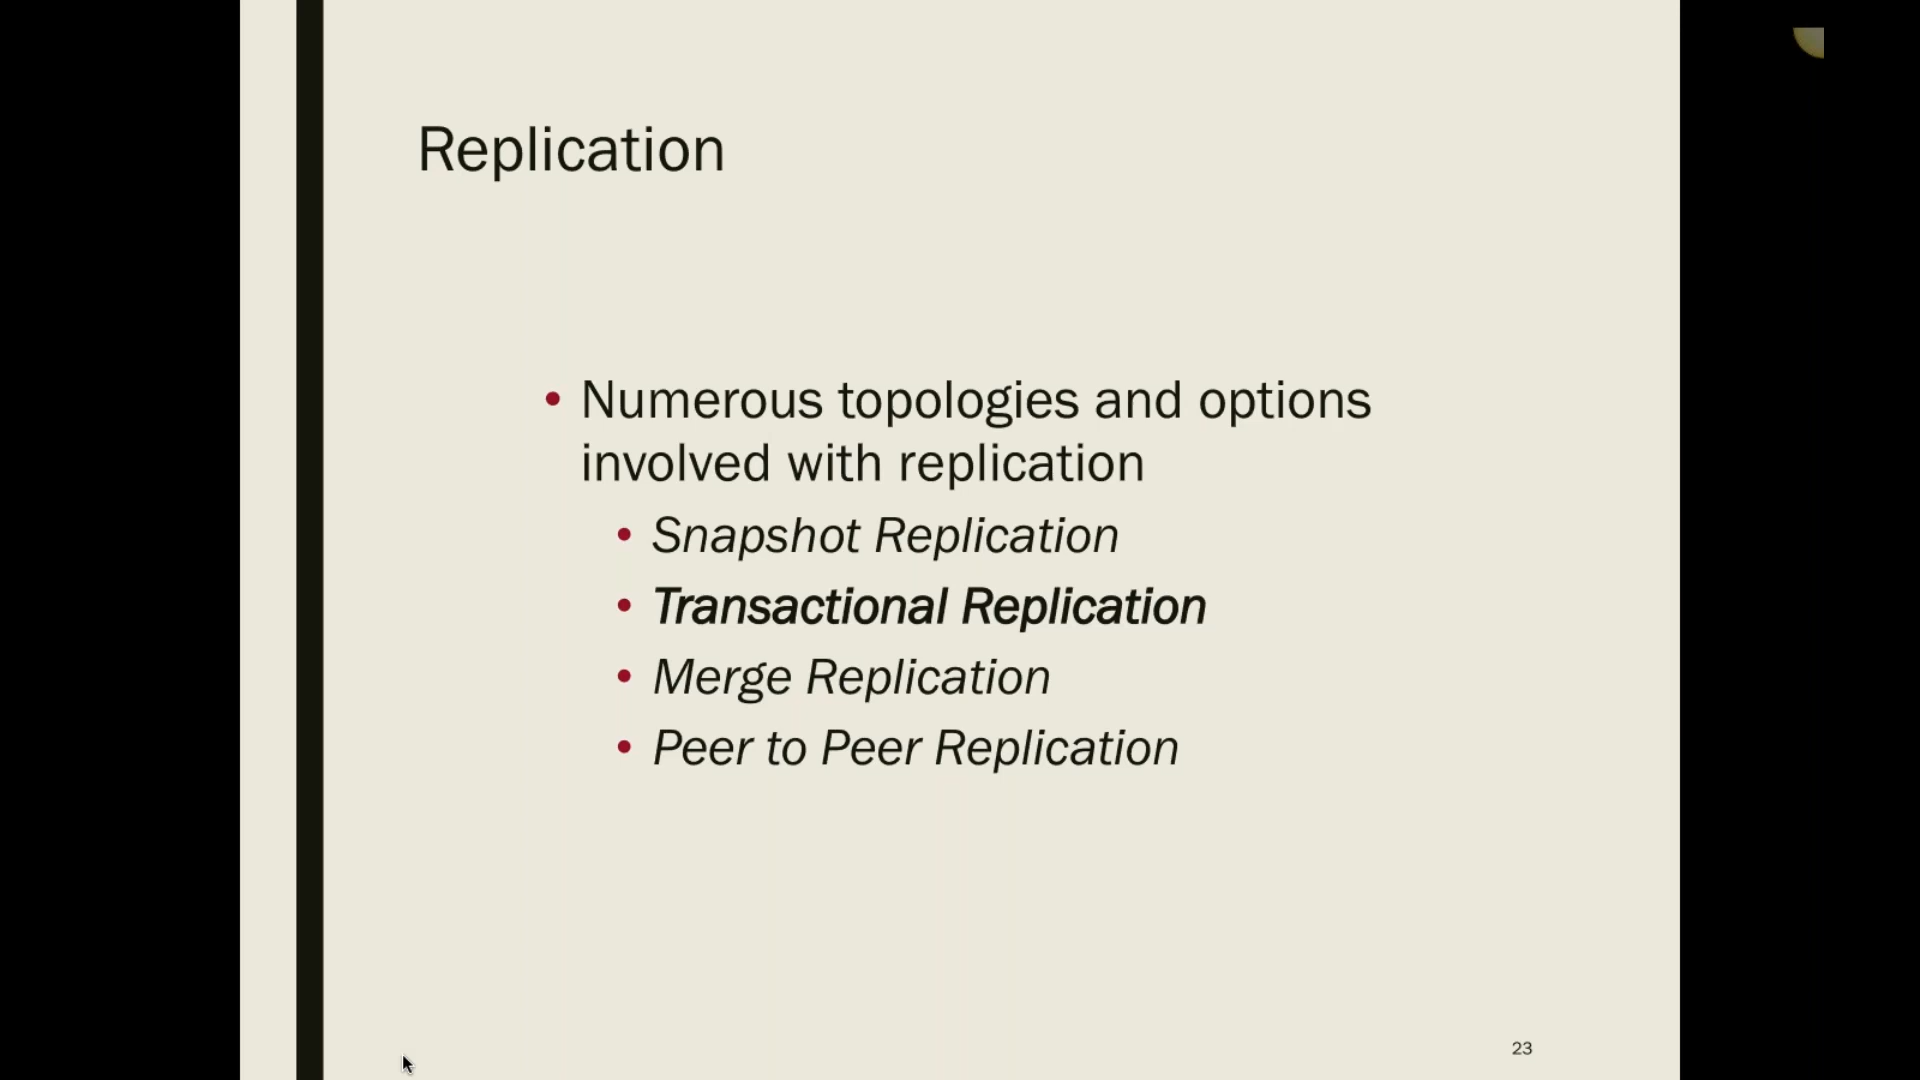 Replication
• Numerous topologies and options
involved with replication
• Snapshot Replication
• Transactional Replication
• Merge Replication
• Peer to Peer Replication
23